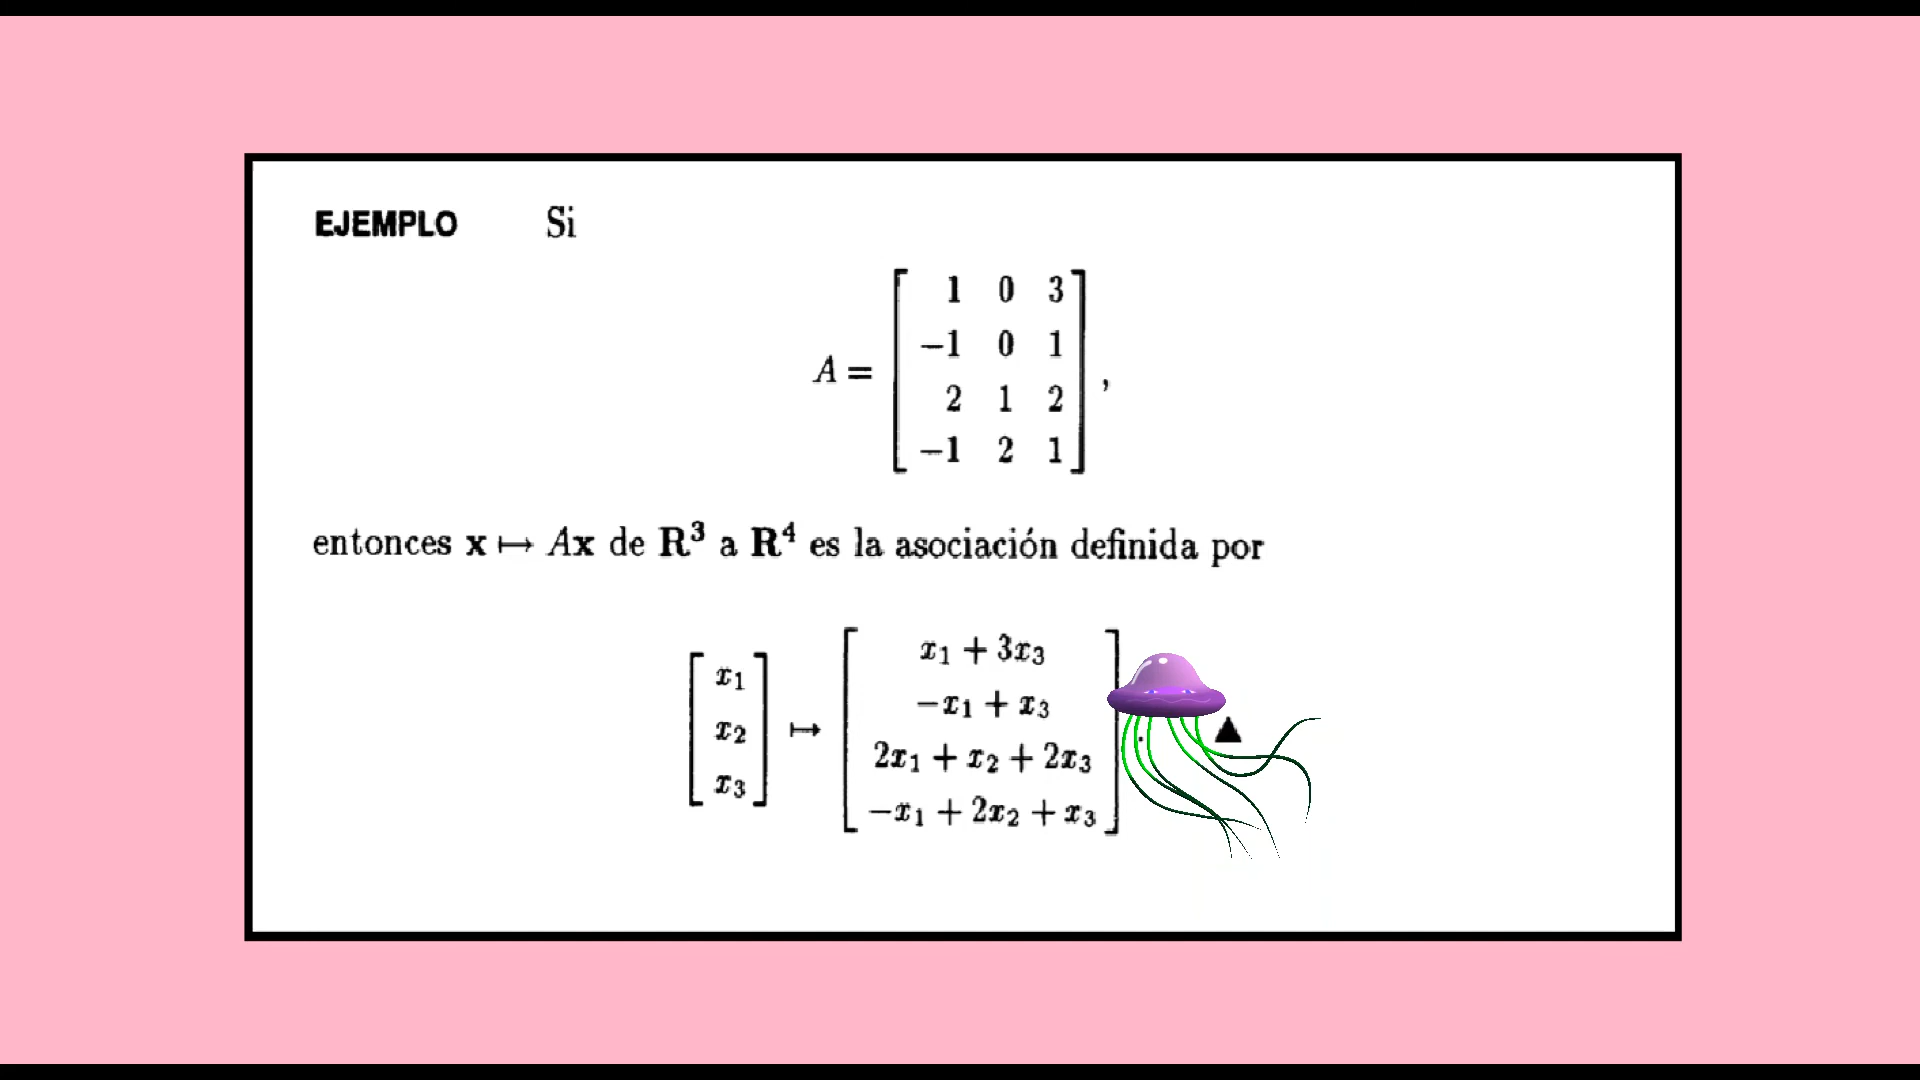 EJEMPLO Si
A = [ 1 0 3
-1 0 1
2 1 2
-1 2 1 ] ,
entonces x ↦ Ax de R³ a R⁴ es la asociación definida por
[ x₁
x₂
x₃ ] ↦ [ x₁ + 3x₃
-x₁ + x₃
2x₁ + x₂ + 2x₃
-x₁ + 2x₂ + x₃ ] . ▲